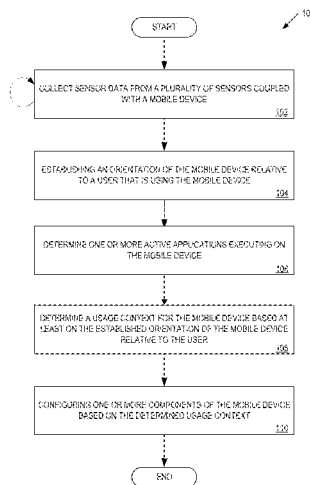 10
START
COLLECT SENSOR DATA FROM A PLURALITY OF SENSORS COUPLED
WITH A MOBILE DEVICE
102
ESTABLISHING AN ORIENTATION OF THE MOBILE DEVICE RELATIVE
TO A USER THAT IS USING THE MOBILE DEVICE
104
DETERMINE ONE OR MORE ACTIVE APPLICATIONS EXECUTING ON
THE MOBILE DEVICE
106
DETERMINE A USAGE CONTEXT FOR THE MOBILE DEVICE BASED AT
LEAST ON THE ESTABLISHED ORIENTATION OF THE MOBILE DEVICE
RELATIVE TO THE USER
CONFIGURING ONE OR MORE COMPONENTS OF THE MOBILE DEVICE
BASED ON THE DETERMINED USAGE CONTEXT
END